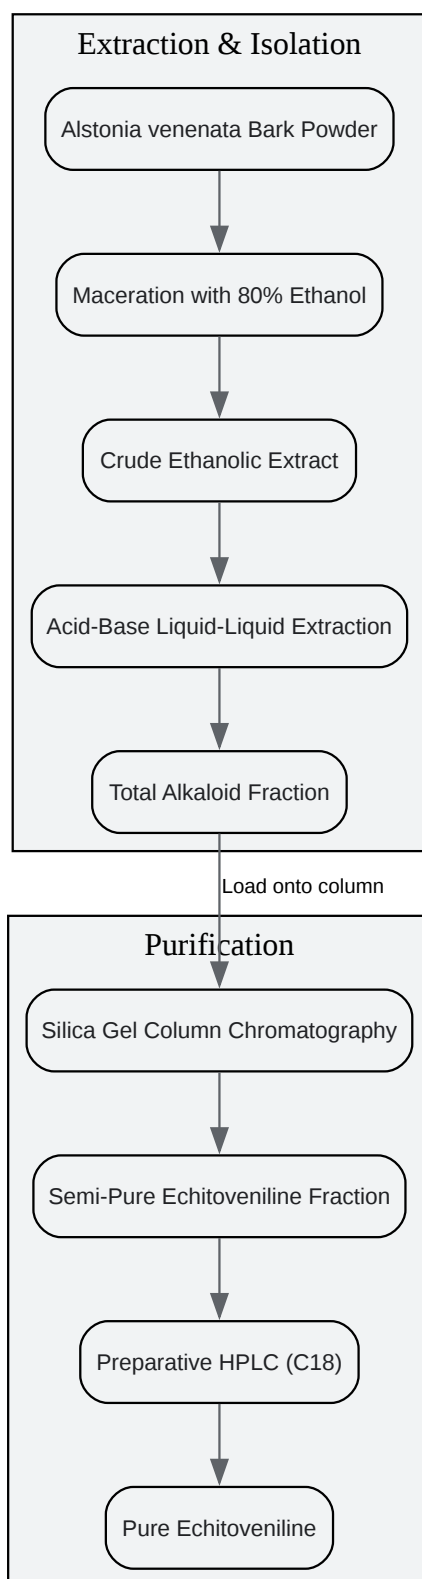 Extraction & Isolation
Alstonia venenata Bark Powder
Maceration with 80% Ethanol
Crude Ethanolic Extract
Acid-Base Liquid-Liquid Extraction
Total Alkaloid Fraction
Load onto column
Purification
Silica Gel Column Chromatography
Semi-Pure Echitoveniline Fraction
Preparative HPLC (C18)
Pure Echitoveniline